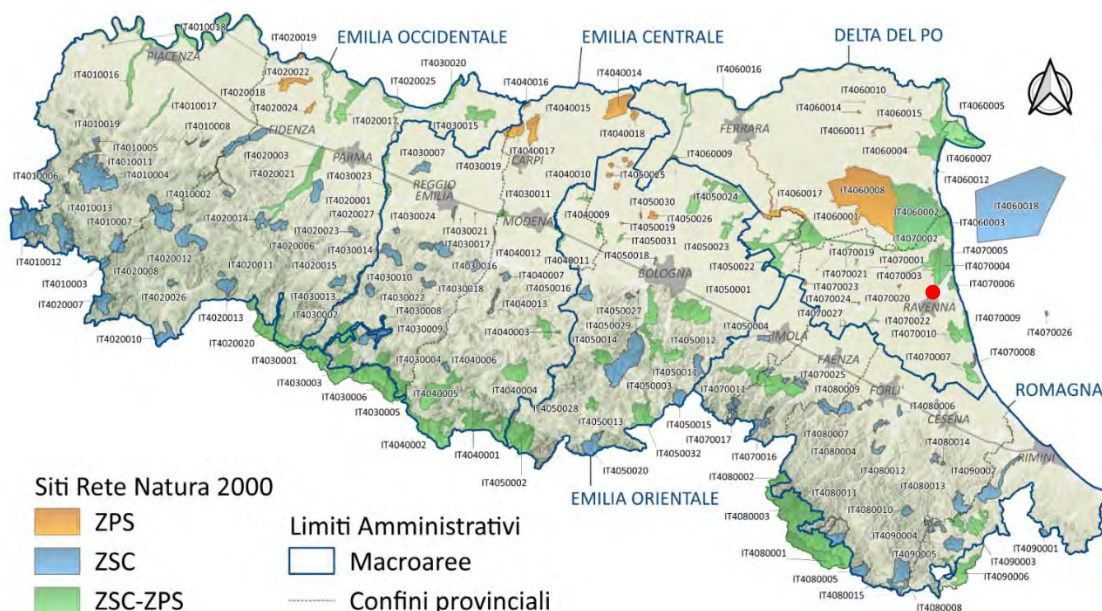 IT4010018
IT4020019
EMILIA OCCIDENTALE
IT4020025
IT4030020
EMILIA CENTRALE
IT4040016
IT4040014
IT4060016
DELTA DEL PO
IT4060010
PIACENZA
IT4010016
IT4020022
IT4020018
IT4020024
IT4040015
IT4060014
IT4060015
IT4060005
IT4010017
IT4010008
IT4020017
IT4030015
IT4040018
IT4060011
FERRARA
IT4010019
FIDENZA
IT4040017
IT4060004
IT4060007
IT4010005
IT4020003
PARMA
IT4030007
IT4030019
CARPI
IT4040010
IT4060009
IT4060012
IT4010011
IT4010006
IT4010004
IT4020021
IT4030023
REGGIO
EMILIA
IT4030011
IT4060025
IT4060017
IT4060008
IT4060018
IT4010002
IT4020001
IT4040009
IT4050030
IT4050024
IT4010013
IT4020014
IT4020027
IT4030024
MODENA
IT4050026
IT4060001
IT4060002
IT4060003
IT4010007
IT4020023
IT4030021
IT4050019
IT4050031
IT4050023
IT4070002
IT4070005
IT4010012
IT4020006
IT4030014
IT4030017
IT4040012
IT4040011
IT4050018
IT4070019
IT4070001
IT4070004
IT4010003
IT4020012
IT4020011
IT4020015
IT4030010
IT4030016
IT4040007
BOLOGNA
IT4050022
IT4070021
IT4070003
IT4070006
IT4020008
IT4020007
IT4020026
IT4030013
IT4030022
IT4030018
IT4050016
IT4050001
IT4070023
IT4070024
IT4070020
RAVENNA
IT4020013
IT4030002
IT4030008
IT4040013
IT4050027
IT4070027
IT4070022
IT4070009
IT4070026
IT4020010
IT4020020
IT4030009
IT4040003
IT4050029
IT4050014
IT4050012
IT4050004
IMOLA
IT4070010
IT4030001
IT4030004
IT4040006
FAENZA
IT4070007
IT4070008
IT4030003
IT4040004
IT4050003
IT4070011
IT4070025
IT4080009
FORLI'
ROMAGNA
IT4030006
IT4040005
IT4030005
IT4050028
IT4050013
IT4050015
IT4070017
IT4080006
CESENA
IT4080007
IT4080014
RIMINI
IT4040002
IT4040001
IT4050032
IT4070016
IT4080004
IT4090002
IT4050002
IT4050020
IT4080002
IT4080012
IT4080013
EMILIA ORIENTALE
IT4080011
IT4080010
IT4080003
IT4090004
IT4090005
IT4090001
IT4080001
IT4090003
IT4090006
IT4080005
IT4080015
IT4080008
Siti Rete Natura 2000
ZPS
ZSC
ZSC-ZPS
Limiti Amministrativi
Macroaree
Confini provinciali